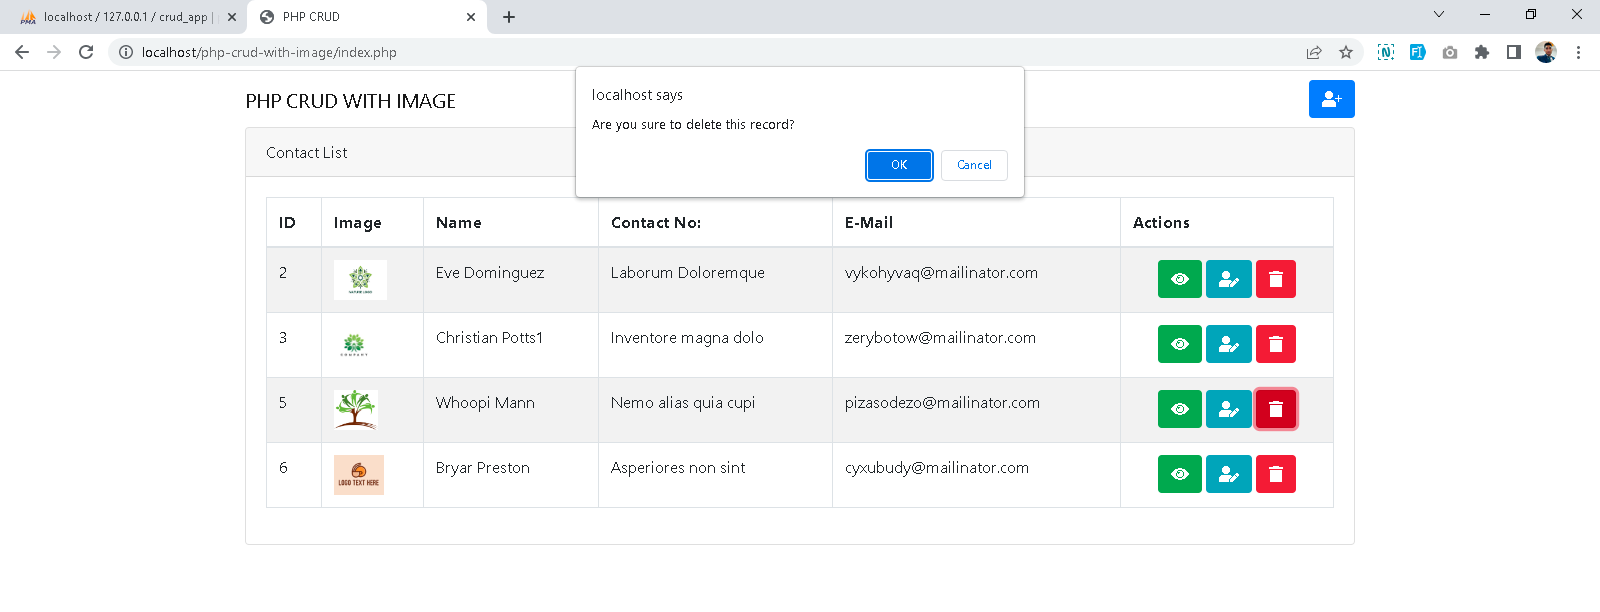 PMA localhost / 127.0.0.1 / crud_app |
PHP CRUD
localhost/php-crud-with-image/index.php
localhost says
Are you sure to delete this record?
OK Cancel
PHP CRUD WITH IMAGE
Contact List
ID Image Name Contact No: E-Mail Actions
2 Eve Dominguez Laborum Doloremque vykohyvaq@mailinator.com
3 COMPANY Christian Potts1 Inventore magna dolo zerybotow@mailinator.com
5 Whoopi Mann Nemo alias quia cupi pizasodezo@mailinator.com
6 LOGO TEXT HERE Bryar Preston Asperiores non sint cyxubudy@mailinator.com